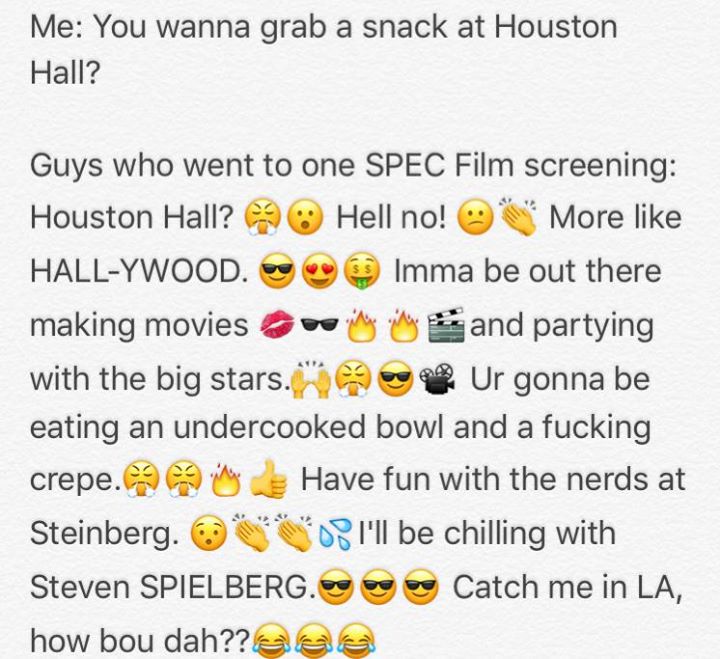 Me: You wanna grab a snack at Houston
Hall?
Guys who went to one SPEC Film screening:
Houston Hall? 😤😮 Hell no! 😕👏 More like
HALL-YWOOD. 😎😍🤑 Imma be out there
making movies 💋🕶🔥🔥🎬and partying
with the big stars.🙌😤😎🎥 Ur gonna be
eating an undercooked bowl and a fucking
crepe.😤😤🔥👍 Have fun with the nerds at
Steinberg. 😯👏👏💦I'll be chilling with
Steven SPIELBERG.😎😎😎 Catch me in LA,
how bou dah??😂😂😂